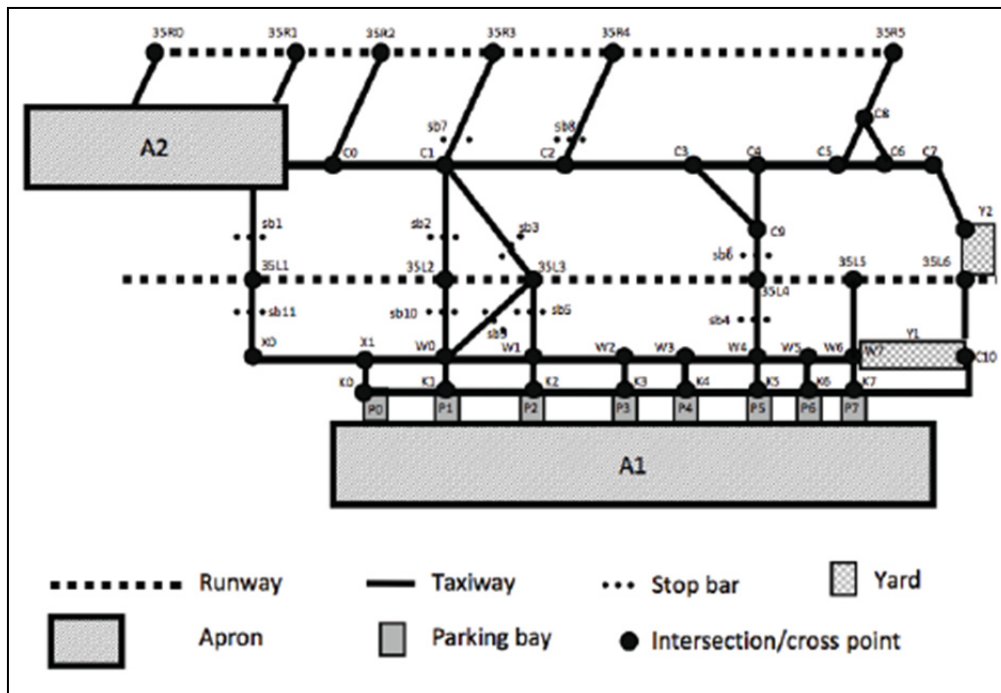 35R0 35R1 35R2 35R3 35R4 35R5
C8
sb7 sb8
A2
C0 C1 C2 C3 C4 C5 C6 C7
Y2
sb1 sb2 sb3 C9
sb6
35L1 35L2 35L3 35L4 35L5 35L6
sb11 sb10 sb9 sb5 sb4
X0 X1 W0 W1 W2 W3 W4 W5 W6 W7 Y1 C10
K0 K1 K2 K3 K4 K5 K6 K7
P0 P1 P2 P3 P4 P5 P6 P7
A1
Runway Taxiway Stop bar Yard
Apron Parking bay Intersection/cross point